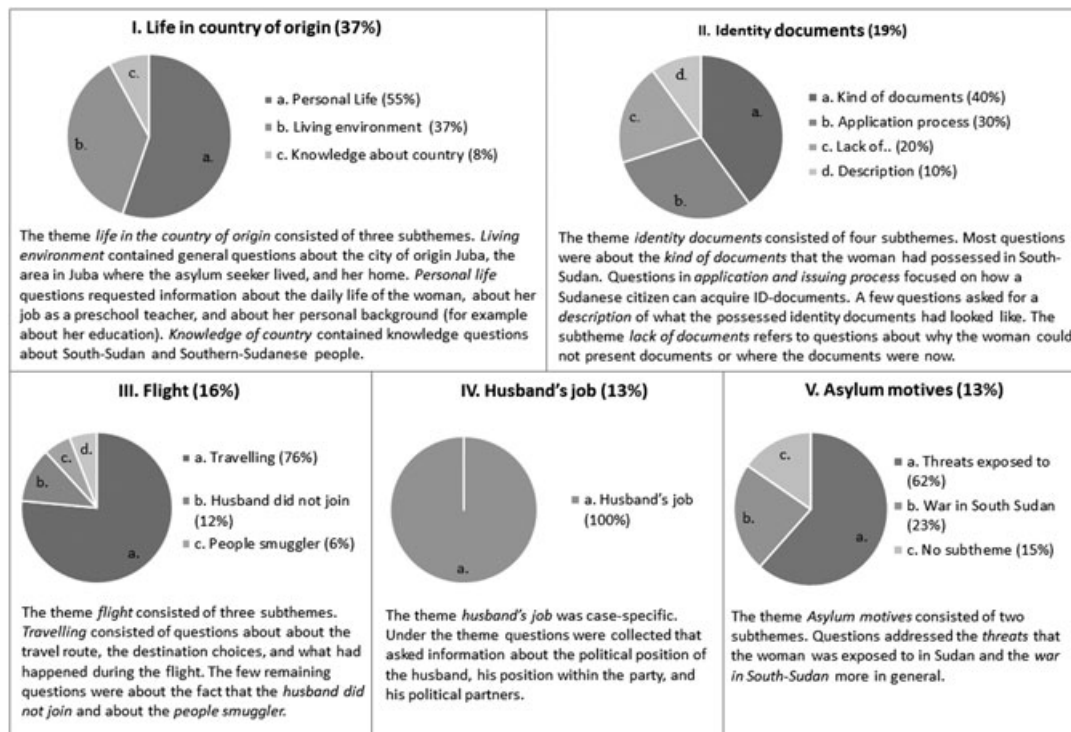 I. Life in country of origin (37%)
c.
b.
a.
a. Personal Life (55%)
b. Living environment (37%)
c. Knowledge about country (8%)
The theme life in the country of origin consisted of three subthemes. Living
environment contained general questions about the city of origin Juba, the
area in Juba where the asylum seeker lived, and her home. Personal life
questions requested information about the daily life of the woman, about her
job as a preschool teacher, and about her personal background (for example
about her education). Knowledge of country contained knowledge questions
about South-Sudan and Southern-Sudanese people.
II. Identity documents (19%)
d.
c.
a.
b.
a. Kind of documents (40%)
b. Application process (30%)
c. Lack of.. (20%)
d. Description (10%)
The theme identity documents consisted of four subthemes. Most questions
were about the kind of documents that the woman had possessed in South-
Sudan. Questions in application and issuing process focused on how a
Sudanese citizen can acquire ID-documents. A few questions asked for a
description of what the possessed identity documents had looked like. The
subtheme lack of documents refers to questions about why the woman could
not present documents or where the documents were now.
III. Flight (16%)
d.
c.
b.
a.
a. Travelling (76%)
b. Husband did not join
(12%)
c. People smuggler (6%)
The theme flight consisted of three subthemes.
Travelling consisted of questions about about the
travel route, the destination choices, and what had
happened during the flight. The few remaining
questions were about the fact that the husband did
not join and about the people smuggler.
IV. Husband's job (13%)
a.
a. Husband's job
(100%)
The theme husband's job was case-specific.
Under the theme questions were collected that
asked information about the political position of
the husband, his position within the party, and
his political partners.
V. Asylum motives (13%)
c.
b.
a.
a. Threats exposed to
(62%)
b. War in South Sudan
(23%)
c. No subtheme (15%)
The theme Asylum motives consisted of two
subthemes. Questions addressed the threats that
the woman was exposed to in Sudan and the war
in South-Sudan more in general.